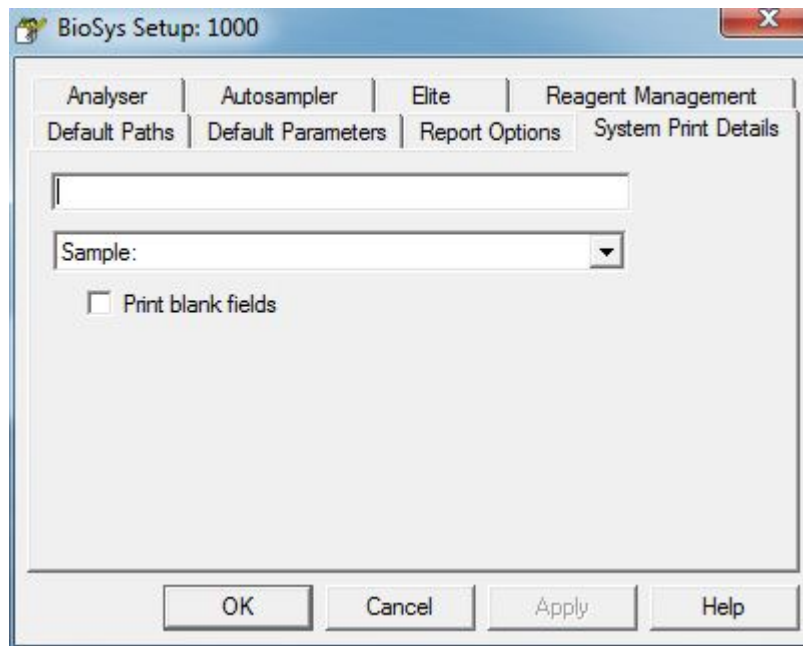 BioSys Setup: 1000
Analyser Autosampler Elite Reagent Management
Default Paths Default Parameters Report Options System Print Details
Sample:
Print blank fields
OK Cancel Apply Help